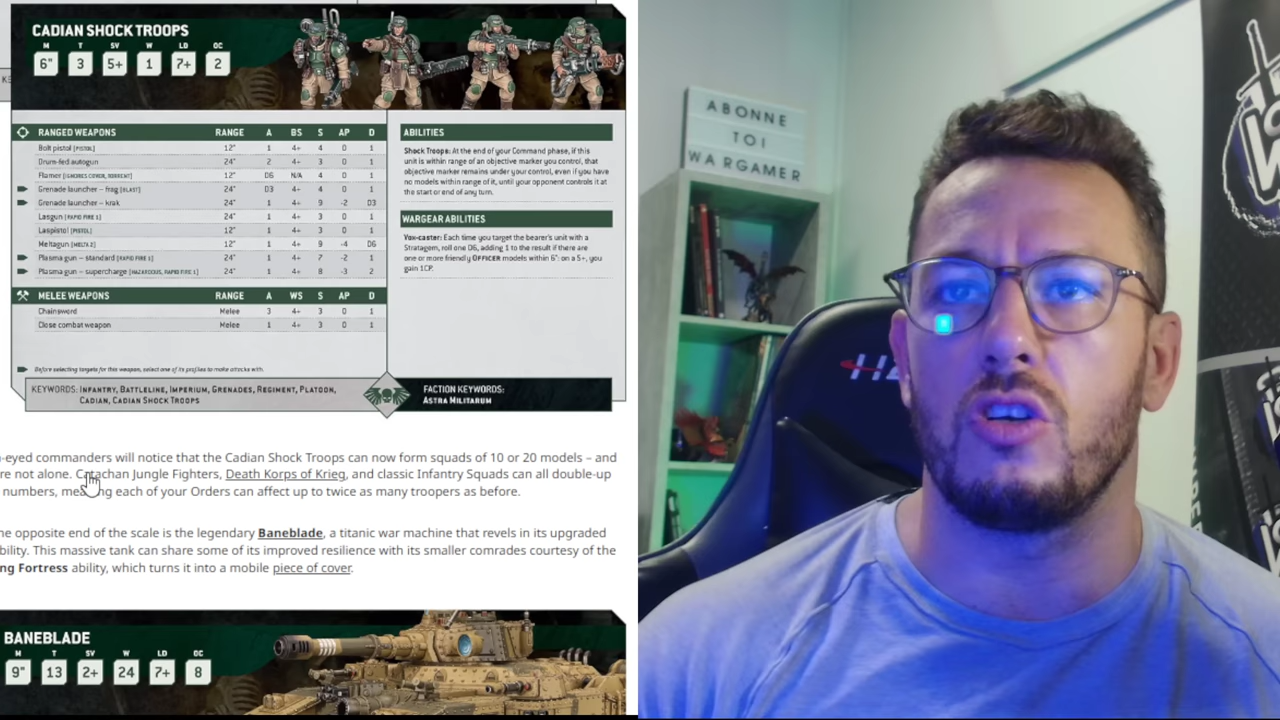 CADIAN SHOCK TROOPS
M T SV W LD OC
6" 3 5+ 1 7+ 2
RANGED WEAPONS RANGE A BS S AP D
Bolt pistol [PISTOL] 12" 1 4+ 4 0 1
Drum-fed autogun 24" 2 4+ 3 0 1
Flamer [IGNORES COVER, TORRENT] 12" D6 N/A 4 0 1
Grenade launcher – frag [BLAST] 24" D3 4+ 4 0 1
Grenade launcher – krak 24" 1 4+ 9 -2 D3
Lasgun [RAPID FIRE 1] 24" 1 4+ 3 0 1
Laspistol [PISTOL] 12" 1 4+ 3 0 1
Meltagun [MELTA 2] 12" 1 4+ 9 -4 D6
Plasma gun – standard [RAPID FIRE 1] 24" 1 4+ 7 -2 1
Plasma gun – supercharge [HAZARDOUS, RAPID FIRE 1] 24" 1 4+ 8 -3 2
MELEE WEAPONS RANGE A WS S AP D
Chainsword Melee 3 4+ 3 0 1
Close combat weapon Melee 1 4+ 3 0 1
Before selecting targets for this weapon, select one of its profiles to make attacks with.
KEYWORDS: INFANTRY, BATTLELINE, IMPERIUM, GRENADES, REGIMENT, PLATOON,
CADIAN, CADIAN SHOCK TROOPS
ABILITIES
Shock Troops: At the end of your Command phase, if this
unit is within range of an objective marker you control, that
objective marker remains under your control, even if you have
no models within range of it, until your opponent controls it at
the start or end of any turn.
WARGEAR ABILITIES
Vox-caster: Each time you target the bearer's unit with a
Stratagem, roll one D6, adding 1 to the result if there are
one or more friendly OFFICER models within 6": on a 5+, you
gain 1CP.
FACTION KEYWORDS:
ASTRA MILITARUM
-eyed commanders will notice that the Cadian Shock Troops can now form squads of 10 or 20 models – and
re not alone. Catachan Jungle Fighters, Death Korps of Krieg, and classic Infantry Squads can all double-up
numbers, each of your Orders can affect up to twice as many troopers as before.
he opposite end of the scale is the legendary Baneblade, a titanic war machine that revels in its upgraded
bility. This massive tank can share some of its improved resilience with its smaller comrades courtesy of the
ng Fortress ability, which turns it into a mobile piece of cover.
BANEBLADE
M T SV W LD OC
9" 13 2+ 24 7+ 8
ABONNE
TOI
WARGAMER